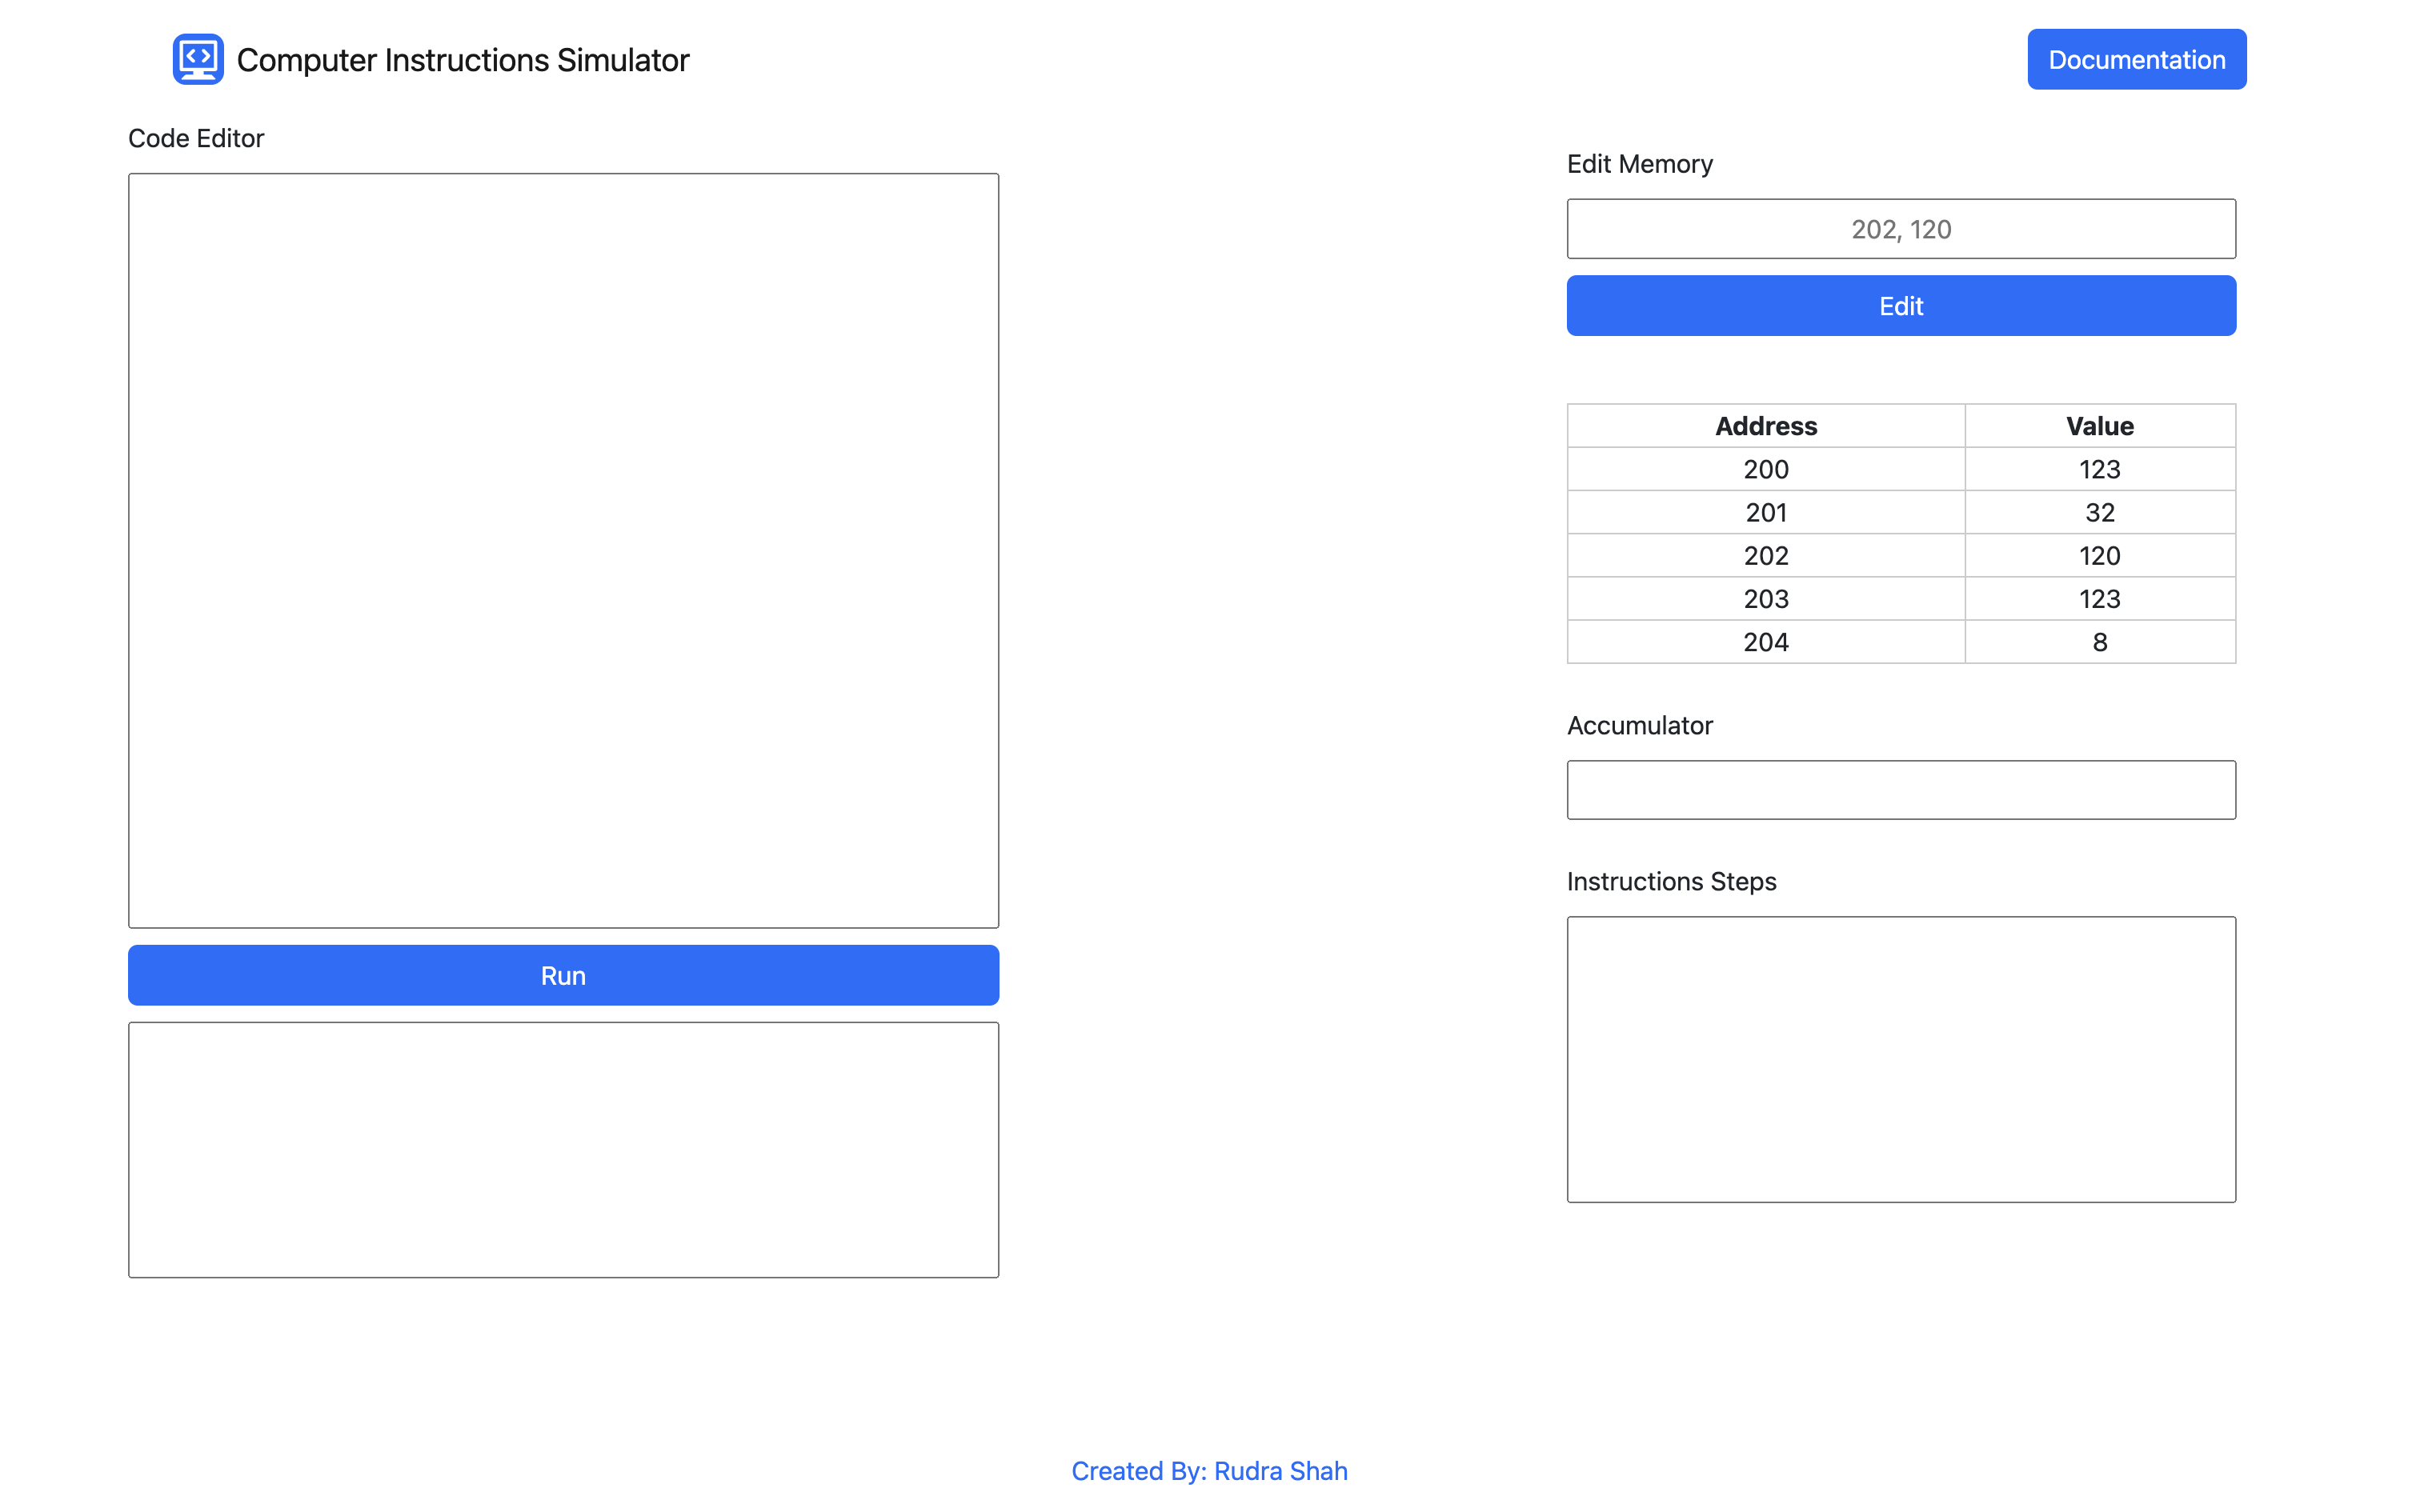 Computer Instructions Simulator
Documentation
Code Editor
Run
Edit Memory
202, 120
Edit
Address Value
200 123
201 32
202 120
203 123
204 8
Accumulator
Instructions Steps
Created By: Rudra Shah